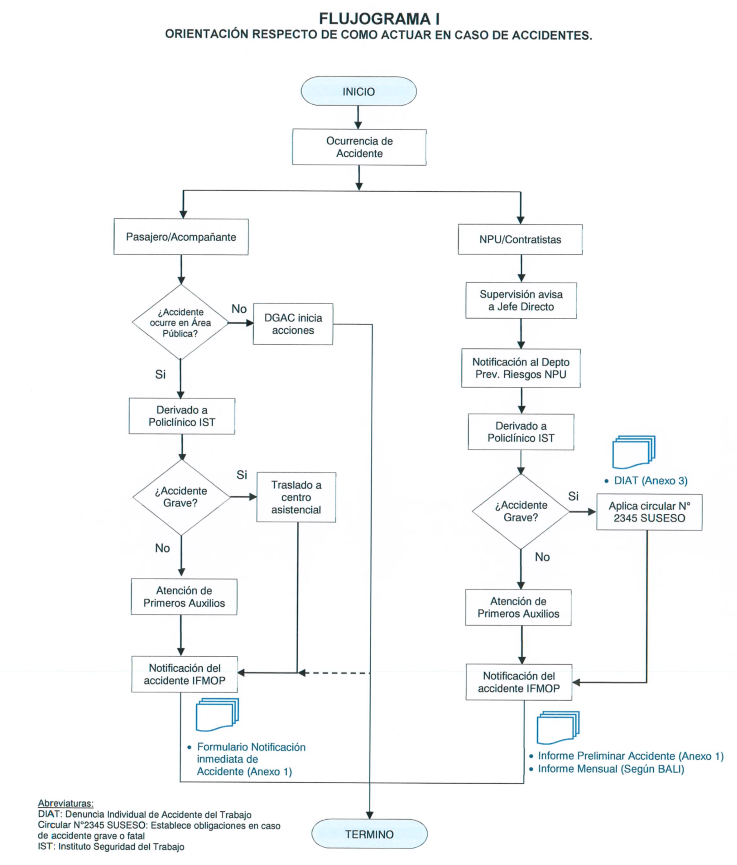 FLUJOGRAMA I
ORIENTACIÓN RESPECTO DE COMO ACTUAR EN CASO DE ACCIDENTES.
INICIO
Ocurrencia de
Accidente
Pasajero/Acompañante
¿Accidente
ocurre en Área
Pública?
No
DGAC inicia
acciones
Si
Derivado a
Policlínico IST
¿Accidente
Grave?
Si
Traslado a
centro
asistencial
No
Atención de
Primeros Auxilios
Notificación del
accidente IFMOP
• Formulario Notificación
inmediata de
Accidente (Anexo 1)
NPU/Contratistas
Supervisión avisa
a Jefe Directo
Notificación al Depto
Prev. Riesgos NPU
Derivado a
Policlínico IST
• DIAT (Anexo 3)
¿Accidente
Grave?
Si
Aplica circular N°
2345 SUSESO
No
Atención de
Primeros Auxilios
Notificación del
accidente IFMOP
• Informe Preliminar Accidente (Anexo 1)
• Informe Mensual (Según BALI)
TERMINO
Abreviaturas:
DIAT: Denuncia Individual de Accidente del Trabajo
Circular N°2345 SUSESO: Establece obligaciones en caso
de accidente grave o fatal
IST: Instituto Seguridad del Trabajo